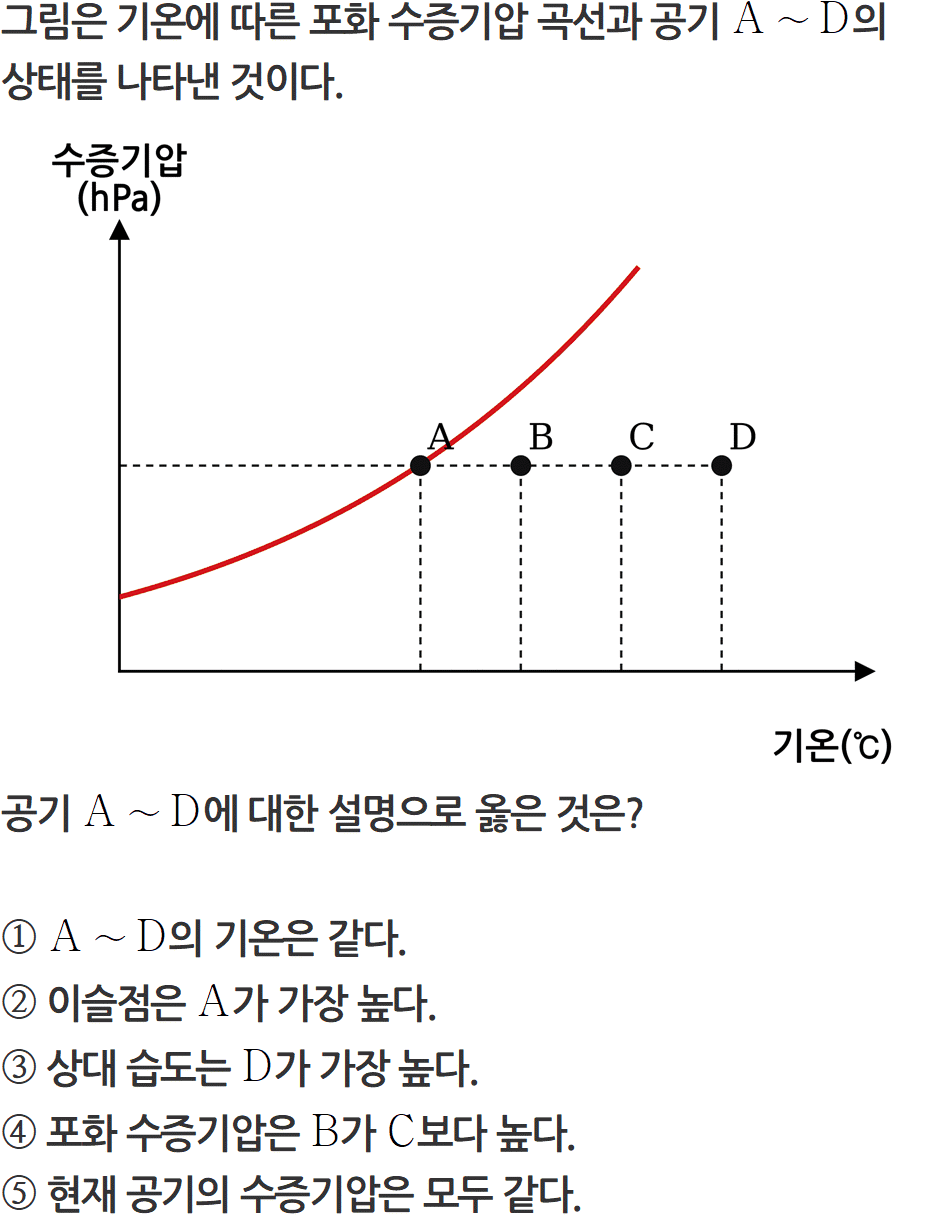 그림은 기온에 따른 포화 수증기압 곡선과 공기 A ~ D의
상태를 나타낸 것이다.
수증기압
(hPa)
A
B
C
D
기온(℃)
공기 A ~ D에 대한 설명으로 옳은 것은?
① A ~ D의 기온은 같다.
② 이슬점은 A가 가장 높다.
③ 상대 습도는 D가 가장 높다.
④ 포화 수증기압은 B가 C보다 높다.
⑤ 현재 공기의 수증기압은 모두 같다.